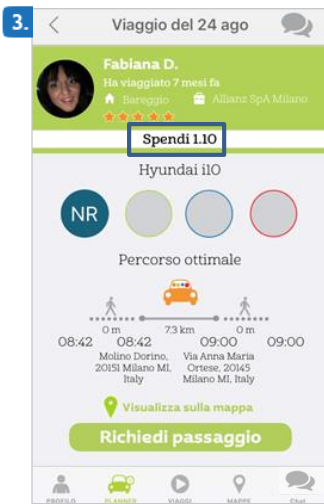 3.
Viaggio del 24 ago
Fabiana D.
Ha viaggiato 7 mesi fa
Bareggio Allianz SpA Milano
Spendi 1.10
Hyundai i10
NR
Percorso ottimale
0 m 7.3 km 0 m
08:42 08:42 09:00 09:00
Molino Dorino, Via Anna Maria
20151 Milano MI, Ortese, 20145
Italy Milano MI, Italy
Visualizza sulla mappa
Richiedi passaggio
PROFILO PLANNER VIAGGI MAPPE Chat